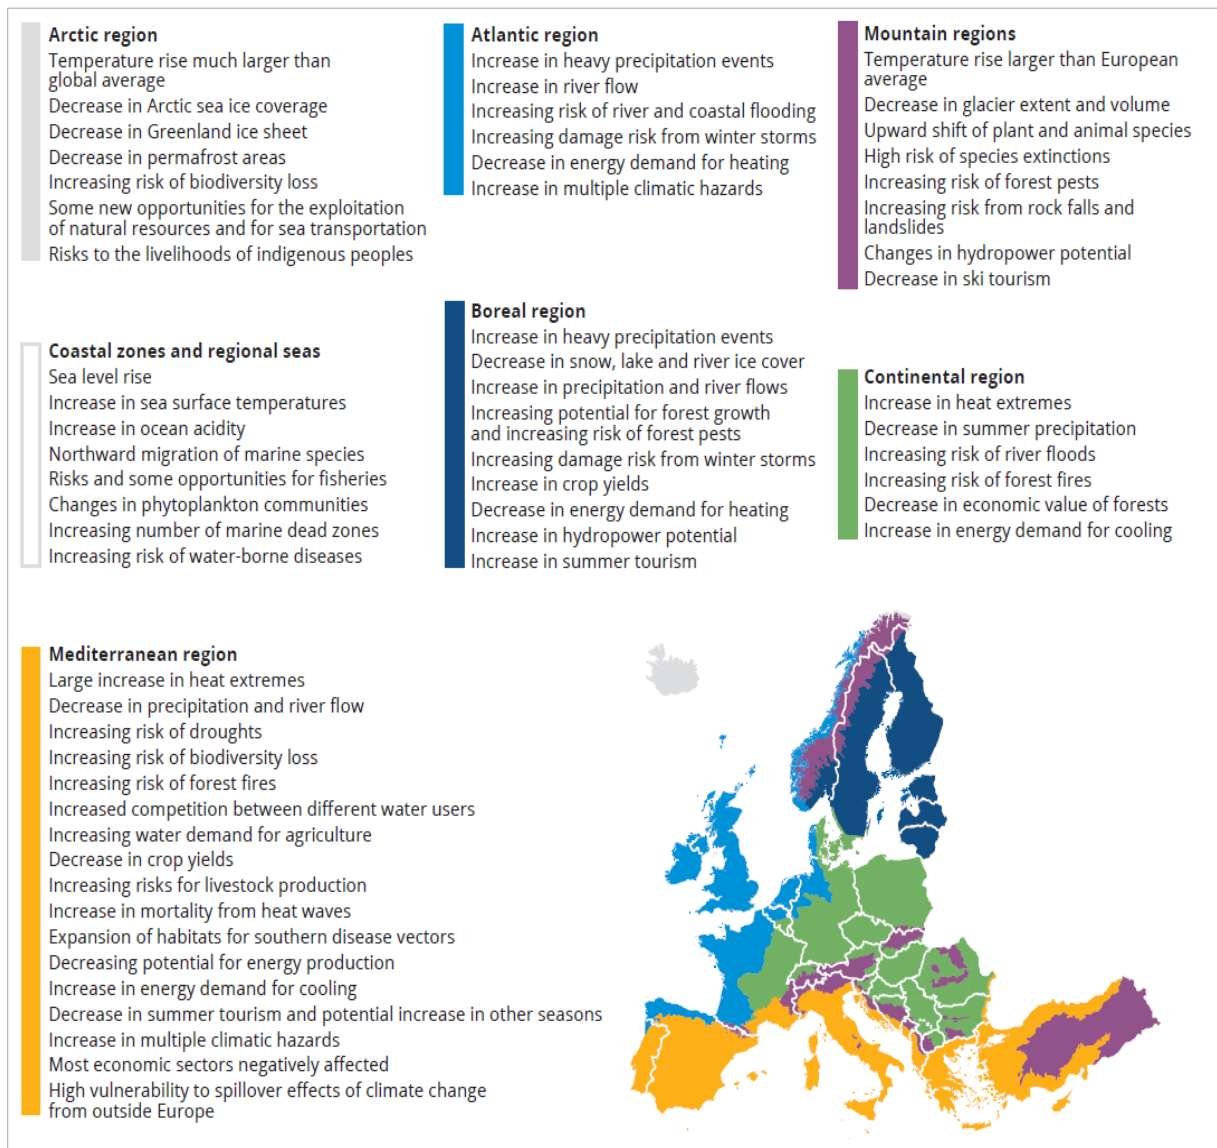 Arctic region
Temperature rise much larger than
global average
Decrease in Arctic sea ice coverage
Decrease in Greenland ice sheet
Decrease in permafrost areas
Increasing risk of biodiversity loss
Some new opportunities for the exploitation
of natural resources and for sea transportation
Risks to the livelihoods of indigenous peoples
Atlantic region
Increase in heavy precipitation events
Increase in river flow
Increasing risk of river and coastal flooding
Increasing damage risk from winter storms
Decrease in energy demand for heating
Increase in multiple climatic hazards
Mountain regions
Temperature rise larger than European
average
Decrease in glacier extent and volume
Upward shift of plant and animal species
High risk of species extinctions
Increasing risk of forest pests
Increasing risk from rock falls and
landslides
Changes in hydropower potential
Decrease in ski tourism
Coastal zones and regional seas
Sea level rise
Increase in sea surface temperatures
Increase in ocean acidity
Northward migration of marine species
Risks and some opportunities for fisheries
Changes in phytoplankton communities
Increasing number of marine dead zones
Increasing risk of water-borne diseases
Boreal region
Increase in heavy precipitation events
Decrease in snow, lake and river ice cover
Increase in precipitation and river flows
Increasing potential for forest growth
and increasing risk of forest pests
Increasing damage risk from winter storms
Increase in crop yields
Decrease in energy demand for heating
Increase in hydropower potential
Increase in summer tourism
Continental region
Increase in heat extremes
Decrease in summer precipitation
Increasing risk of river floods
Increasing risk of forest fires
Decrease in economic value of forests
Increase in energy demand for cooling
Mediterranean region
Large increase in heat extremes
Decrease in precipitation and river flow
Increasing risk of droughts
Increasing risk of biodiversity loss
Increasing risk of forest fires
Increased competition between different water users
Increasing water demand for agriculture
Decrease in crop yields
Increasing risks for livestock production
Increase in mortality from heat waves
Expansion of habitats for southern disease vectors
Decreasing potential for energy production
Increase in energy demand for cooling
Decrease in summer tourism and potential increase in other seasons
Increase in multiple climatic hazards
Most economic sectors negatively affected
High vulnerability to spillover effects of climate change
from outside Europe